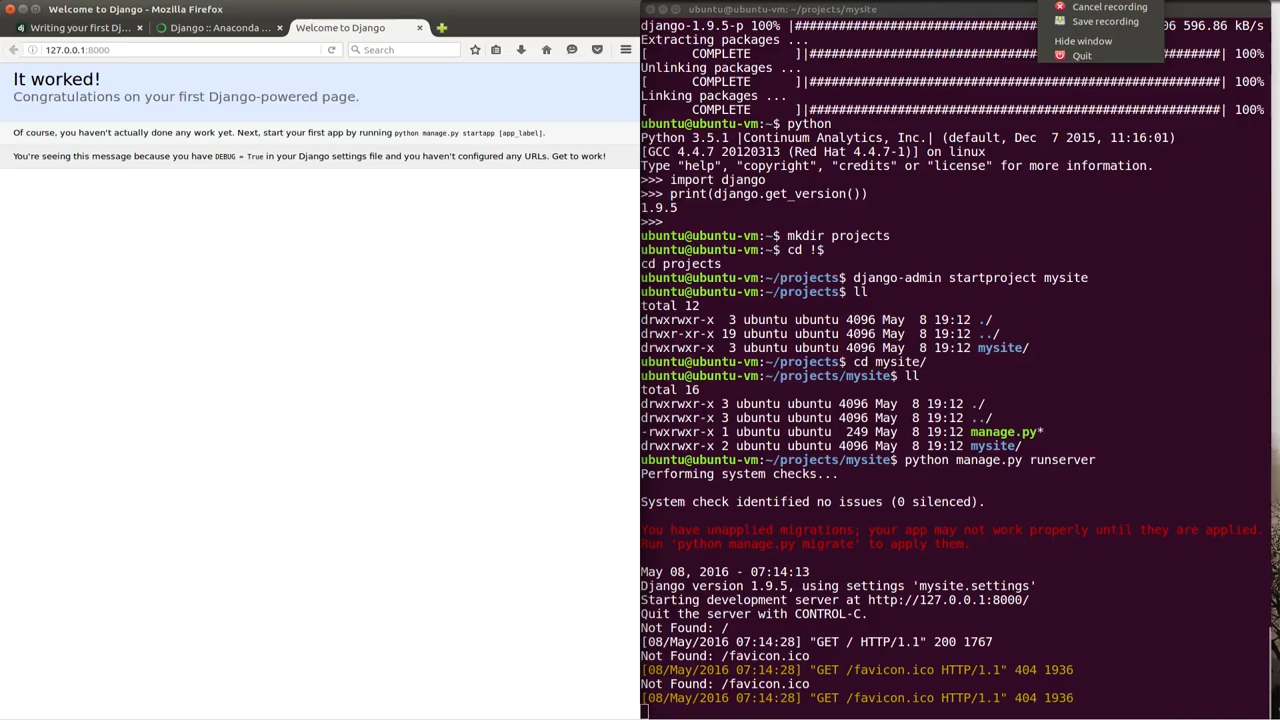 Welcome to Django - Mozilla Firefox
Writing your first Dj...
Django :: Anaconda ...
Welcome to Django
127.0.0.1:8000
Search
It worked!
Congratulations on your first Django-powered page.
Of course, you haven't actually done any work yet. Next, start your first app by running python manage.py startapp [app_label].
You're seeing this message because you have DEBUG = True in your Django settings file and you haven't configured any URLs. Get to work!
ubuntu@ubuntu-vm: ~/projects/mysite
Cancel recording
Save recording
Hide window
Quit
django-1.9.5-p 100% |################################ 06 596.86 kB/s
Extracting packages ...
[      COMPLETE      ]|##################################################| 100%
Unlinking packages ...
[      COMPLETE      ]|##################################################| 100%
Linking packages ...
[      COMPLETE      ]|##################################################| 100%
ubuntu@ubuntu-vm:~$ python
Python 3.5.1 |Continuum Analytics, Inc.| (default, Dec  7 2015, 11:16:01)
[GCC 4.4.7 20120313 (Red Hat 4.4.7-1)] on linux
Type "help", "copyright", "credits" or "license" for more information.
>>> import django
>>> print(django.get_version())
1.9.5
>>>
ubuntu@ubuntu-vm:~$ mkdir projects
ubuntu@ubuntu-vm:~$ cd !$
cd projects
ubuntu@ubuntu-vm:~/projects$ django-admin startproject mysite
ubuntu@ubuntu-vm:~/projects$ ll
total 12
drwxrwxr-x  3 ubuntu ubuntu 4096 May  8 19:12 ./
drwxr-xr-x 19 ubuntu ubuntu 4096 May  8 19:12 ../
drwxrwxr-x  3 ubuntu ubuntu 4096 May  8 19:12 mysite/
ubuntu@ubuntu-vm:~/projects$ cd mysite/
ubuntu@ubuntu-vm:~/projects/mysite$ ll
total 16
drwxrwxr-x 3 ubuntu ubuntu 4096 May  8 19:12 ./
drwxrwxr-x 3 ubuntu ubuntu 4096 May  8 19:12 ../
-rwxrwxr-x 1 ubuntu ubuntu  249 May  8 19:12 manage.py*
drwxrwxr-x 2 ubuntu ubuntu 4096 May  8 19:12 mysite/
ubuntu@ubuntu-vm:~/projects/mysite$ python manage.py runserver
Performing system checks...
System check identified no issues (0 silenced).
You have unapplied migrations; your app may not work properly until they are applied.
Run 'python manage.py migrate' to apply them.
May 08, 2016 - 07:14:13
Django version 1.9.5, using settings 'mysite.settings'
Starting development server at http://127.0.0.1:8000/
Quit the server with CONTROL-C.
Not Found: /
[08/May/2016 07:14:28] "GET / HTTP/1.1" 200 1767
Not Found: /favicon.ico
[08/May/2016 07:14:28] "GET /favicon.ico HTTP/1.1" 404 1936
Not Found: /favicon.ico
[08/May/2016 07:14:28] "GET /favicon.ico HTTP/1.1" 404 1936